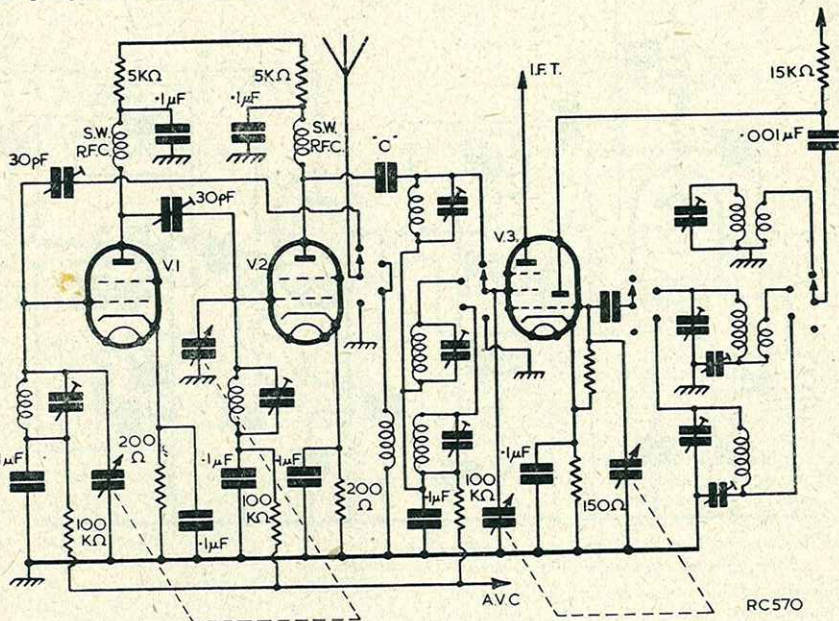 5KΩ
5KΩ
·1μF
·1μF
S.W.
R.F.C.
S.W.
R.F.C.
30pF
30pF
"C"
I.F.T.
15KΩ
·001μF
V.1
V.2
V.3.
1μF
200
Ω
100
KΩ
·1μF
·1μF
100
KΩ
·1μF
200
Ω
·1μF
100
KΩ
·1μF
150Ω
A.V.C
RC570